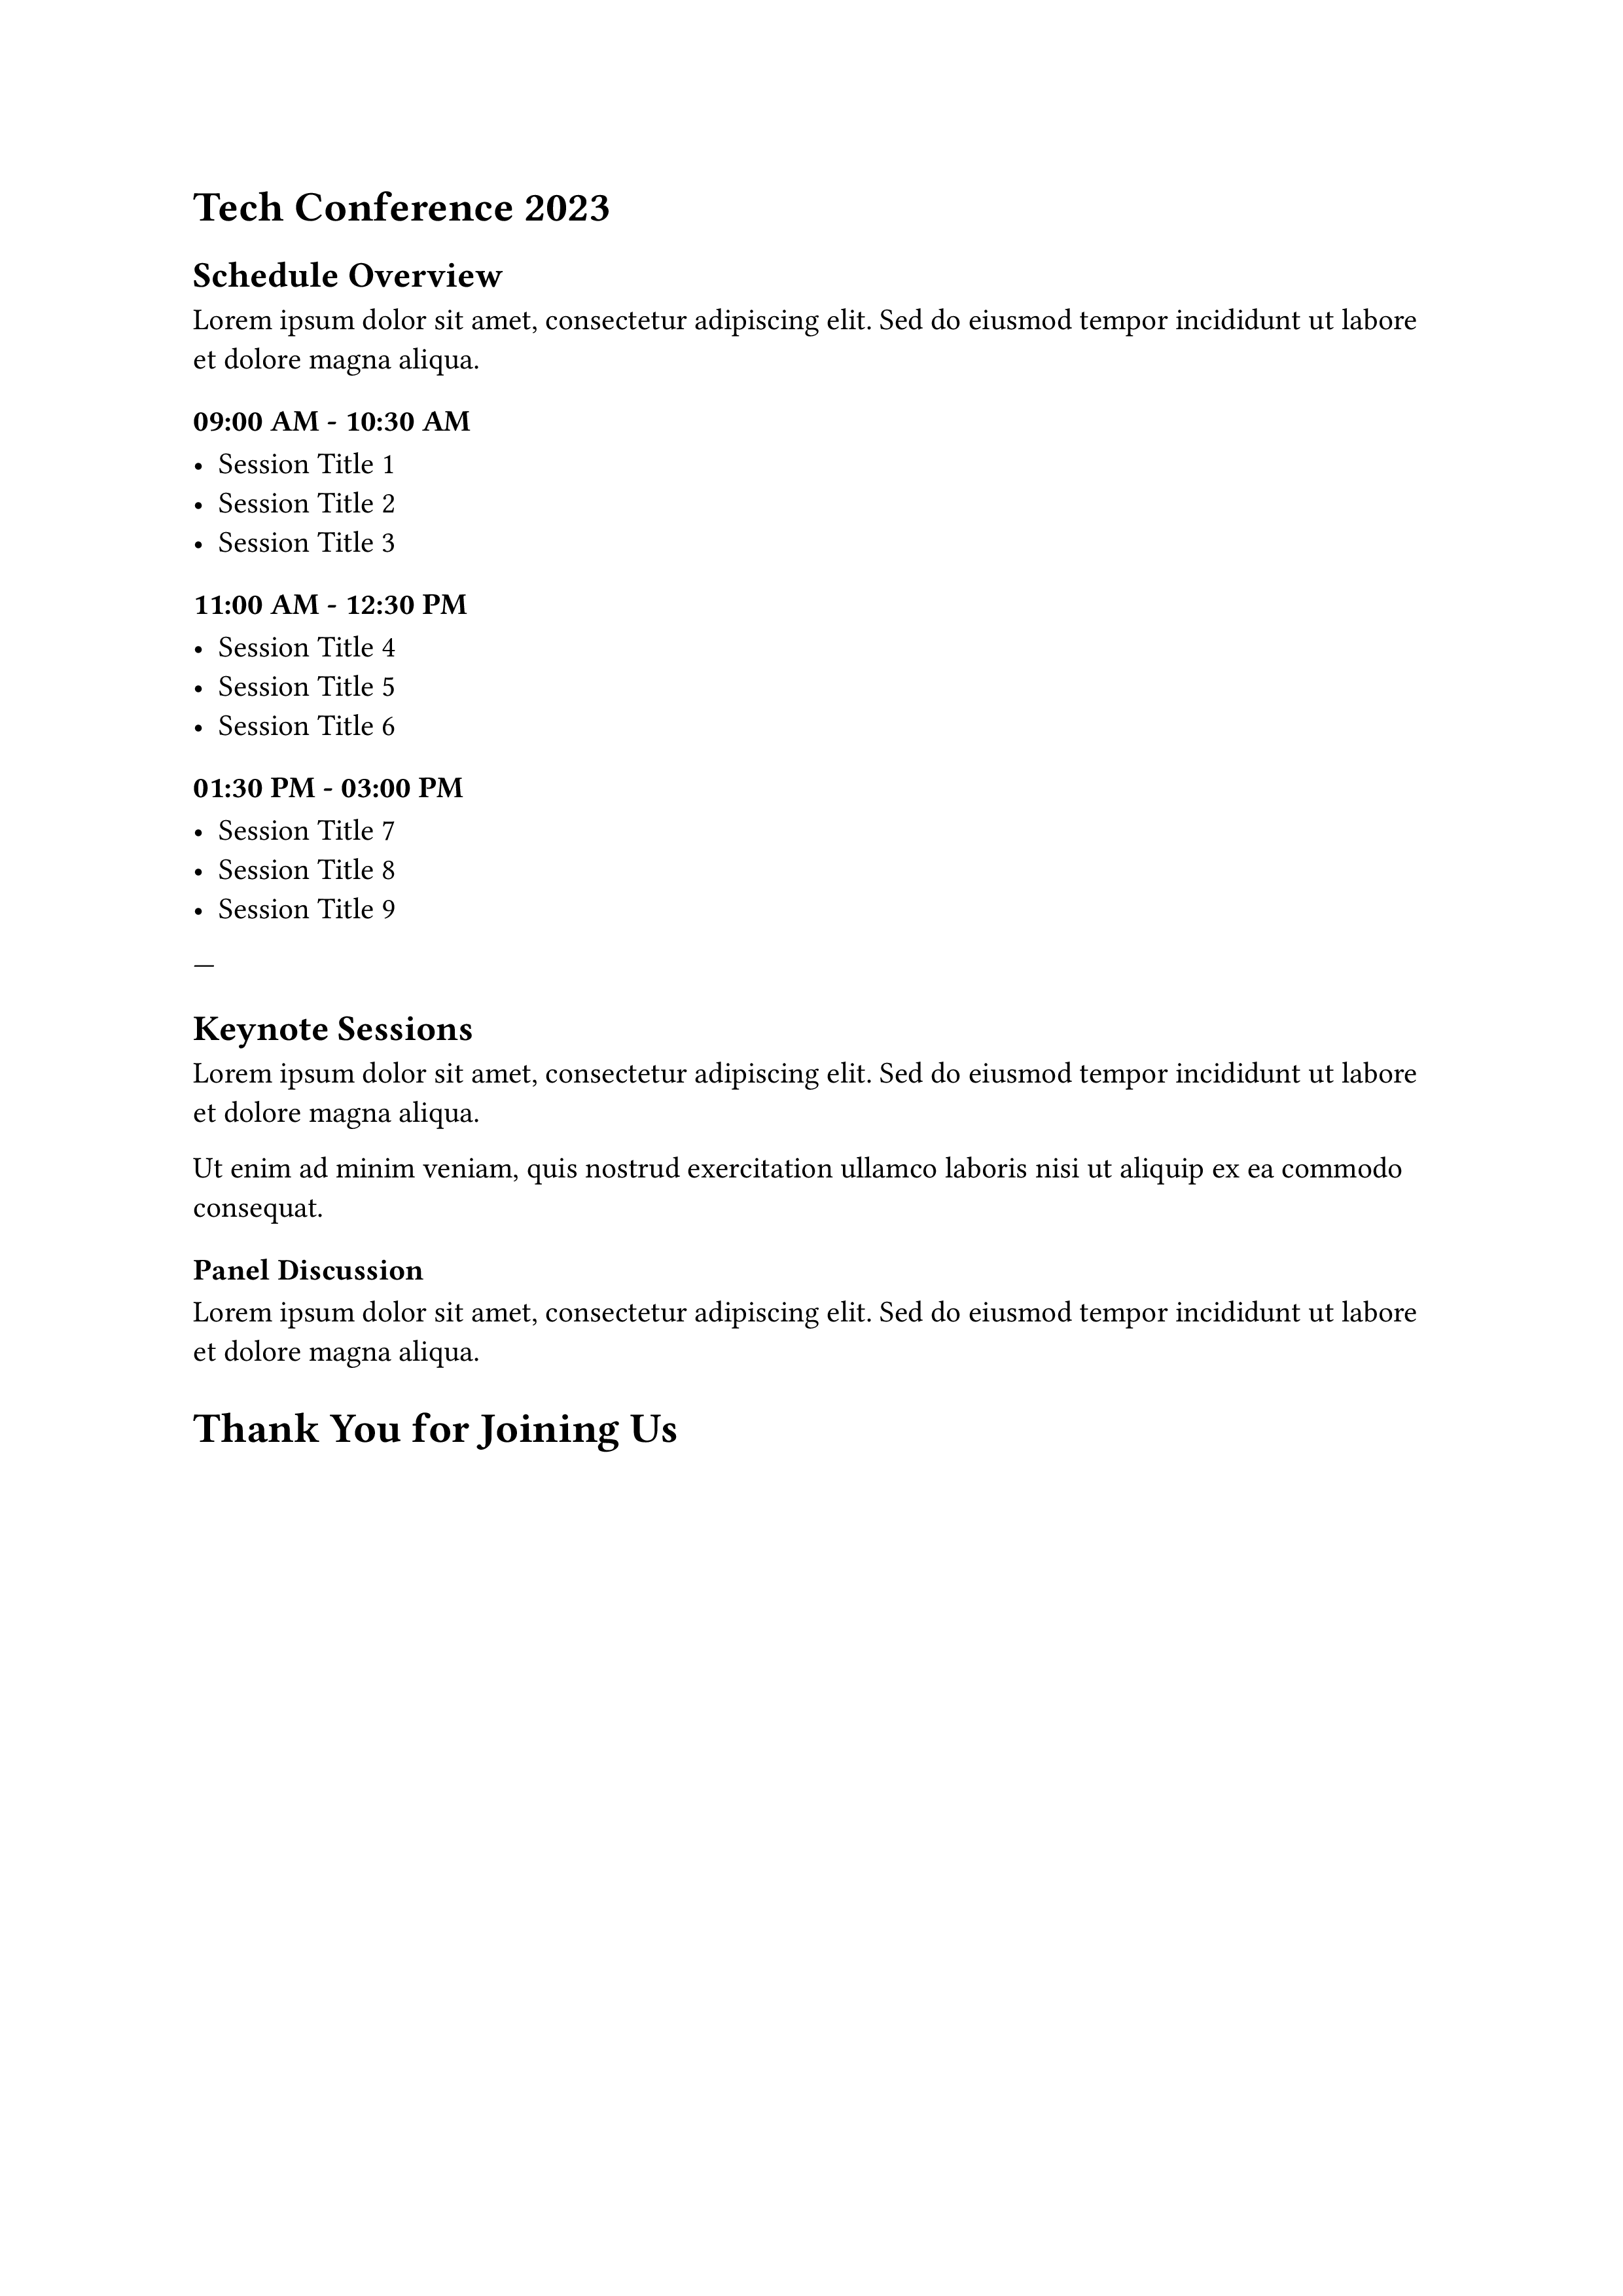 Tech Conference 2023
Schedule Overview
Lorem ipsum dolor sit amet, consectetur adipiscing elit. Sed do eiusmod tempor incididunt ut labore
et dolore magna aliqua.
09:00 AM - 10:30 AM
• Session Title 1
• Session Title 2
• Session Title 3
11:00 AM - 12:30 PM
• Session Title 4
• Session Title 5
• Session Title 6
01:30 PM - 03:00 PM
• Session Title 7
• Session Title 8
• Session Title 9
—
Keynote Sessions
Lorem ipsum dolor sit amet, consectetur adipiscing elit. Sed do eiusmod tempor incididunt ut labore
et dolore magna aliqua.
Ut enim ad minim veniam, quis nostrud exercitation ullamco laboris nisi ut aliquip ex ea commodo
consequat.
Panel Discussion
Lorem ipsum dolor sit amet, consectetur adipiscing elit. Sed do eiusmod tempor incididunt ut labore
et dolore magna aliqua.
Thank You for Joining Us